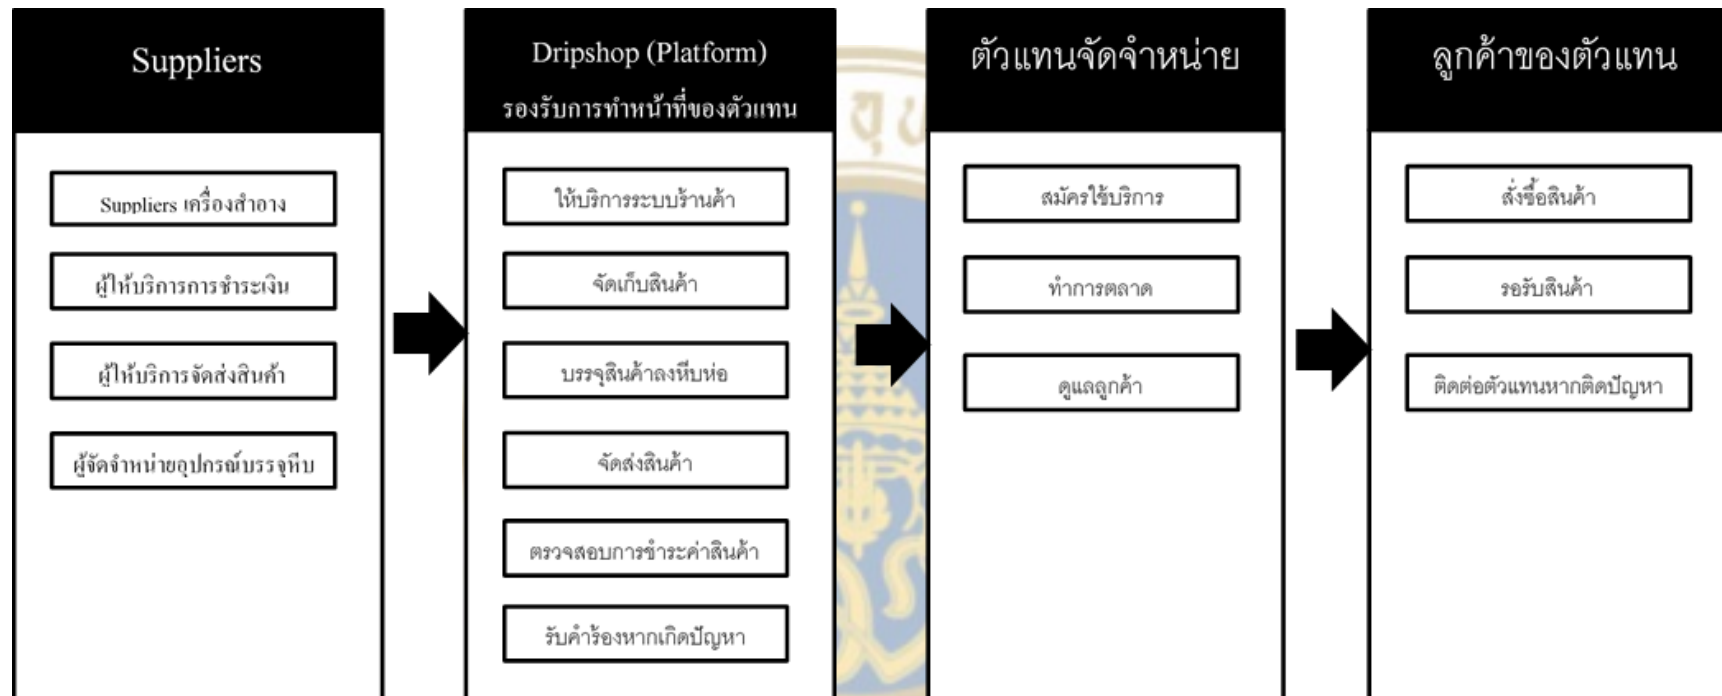 Suppliers
Suppliers เครื่องสำอาง
ผู้ให้บริการการชำระเงิน
ผู้ให้บริการจัดส่งสินค้า
ผู้จัดจำหน่ายอุปกรณ์บรรจุหีบ
Dripshop (Platform)
รองรับการทำหน้าที่ของตัวแทน
ให้บริการระบบร้านค้า
จัดเก็บสินค้า
บรรจุสินค้าลงหีบห่อ
จัดส่งสินค้า
ตรวจสอบการชำระค่าสินค้า
รับคำร้องหากเกิดปัญหา
ตัวแทนจัดจำหน่าย
สมัครใช้บริการ
ทำการตลาด
ดูแลลูกค้า
ลูกค้าของตัวแทน
สั่งซื้อสินค้า
รอรับสินค้า
ติดต่อตัวแทนหากติดปัญหา